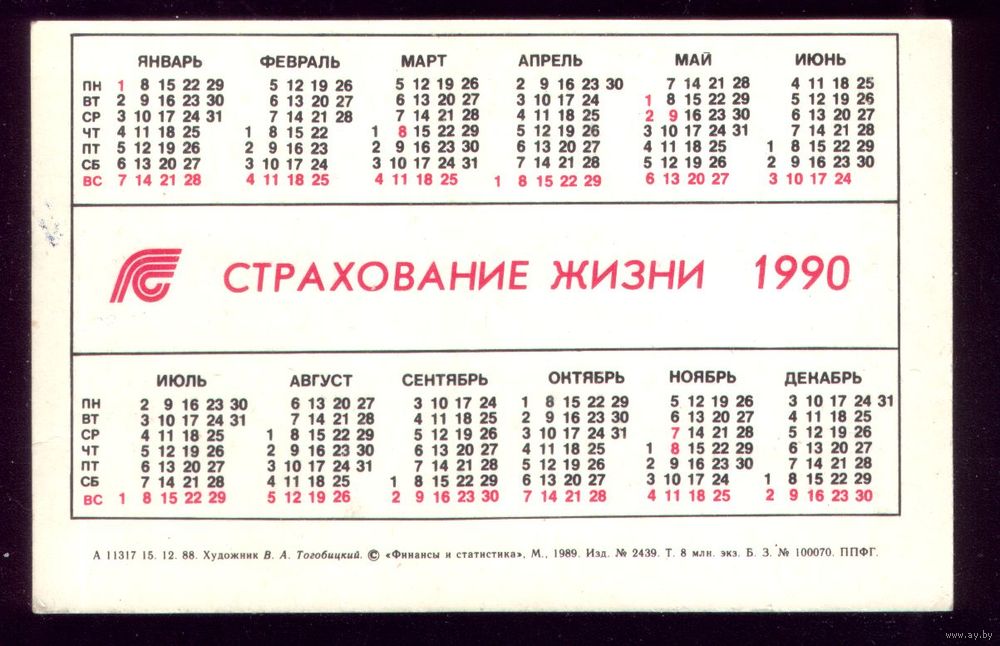 ЯНВАРЬ ФЕВРАЛЬ МАРТ АПРЕЛЬ МАЙ ИЮНЬ
ПН 1 8 15 22 29 5 12 19 26 5 12 19 26 2 9 16 23 30 7 14 21 28 4 11 18 25
ВТ 2 9 16 23 30 6 13 20 27 6 13 20 27 3 10 17 24 1 8 15 22 29 5 12 19 26
СР 3 10 17 24 31 7 14 21 28 7 14 21 28 4 11 18 25 2 9 16 23 30 6 13 20 27
ЧТ 4 11 18 25 1 8 15 22 1 8 15 22 29 5 12 19 26 3 10 17 24 31 7 14 21 28
ПТ 5 12 19 26 2 9 16 23 2 9 16 23 30 6 13 20 27 4 11 18 25 1 8 15 22 29
СБ 6 13 20 27 3 10 17 24 3 10 17 24 31 7 14 21 28 5 12 19 26 2 9 16 23 30
ВС 7 14 21 28 4 11 18 25 4 11 18 25 1 8 15 22 29 6 13 20 27 3 10 17 24
СТРАХОВАНИЕ ЖИЗНИ 1990
ИЮЛЬ АВГУСТ СЕНТЯБРЬ ОКТЯБРЬ НОЯБРЬ ДЕКАБРЬ
ПН 2 9 16 23 30 6 13 20 27 3 10 17 24 1 8 15 22 29 5 12 19 26 3 10 17 24 31
ВТ 3 10 17 24 31 7 14 21 28 4 11 18 25 2 9 16 23 30 6 13 20 27 4 11 18 25
СР 4 11 18 25 1 8 15 22 29 5 12 19 26 3 10 17 24 31 7 14 21 28 5 12 19 26
ЧТ 5 12 19 26 2 9 16 23 30 6 13 20 27 4 11 18 25 1 8 15 22 29 6 13 20 27
ПТ 6 13 20 27 3 10 17 24 31 7 14 21 28 5 12 19 26 2 9 16 23 30 7 14 21 28
СБ 7 14 21 28 4 11 18 25 1 8 15 22 29 6 13 20 27 3 10 17 24 1 8 15 22 29
ВС 1 8 15 22 29 5 12 19 26 2 9 16 23 30 7 14 21 28 4 11 18 25 2 9 16 23 30
А 11317 15. 12. 88. Художник В. А. Тогобицкий. © «Финансы и статистика», М., 1989. Изд. № 2439. Т. 8 млн. экз. Б. З. № 100070. ППФГ.
www.ay.by